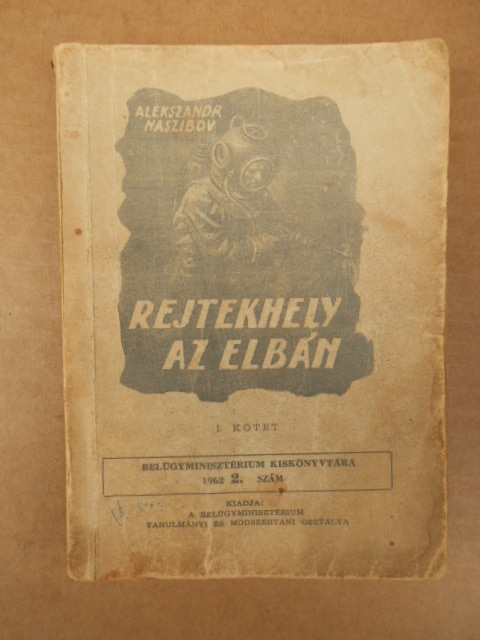 ALEKSZANDR
NASZIBOV
REJTEKHELY
AZ ELBÁN
I. KÖTET
BELÜGYMINISZTÉRIUM KISKÖNYVTÁRA
1962 2. SZÁM
KIADJA:
A BELÜGYMINISZTÉRIUM
TANULMÁNYI ÉS MÓDSZERTANI OSZTÁLYA